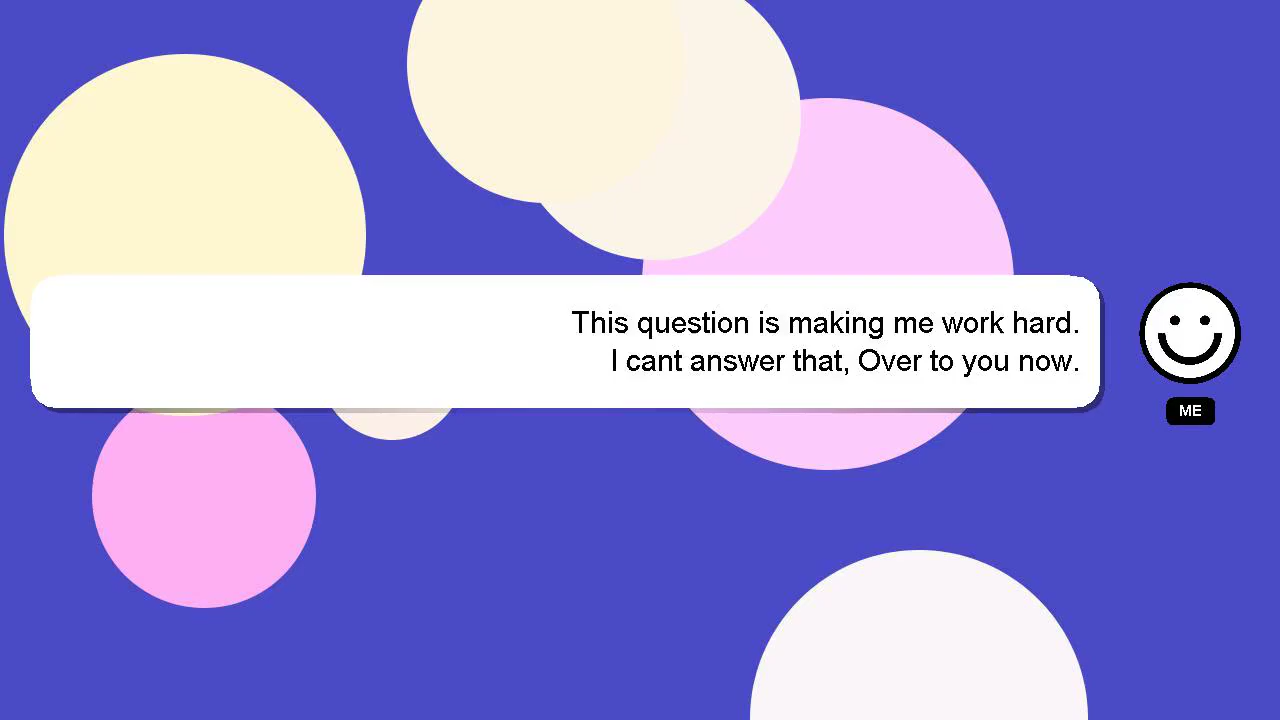 This question is making me work hard.
I cant answer that, Over to you now.
ME